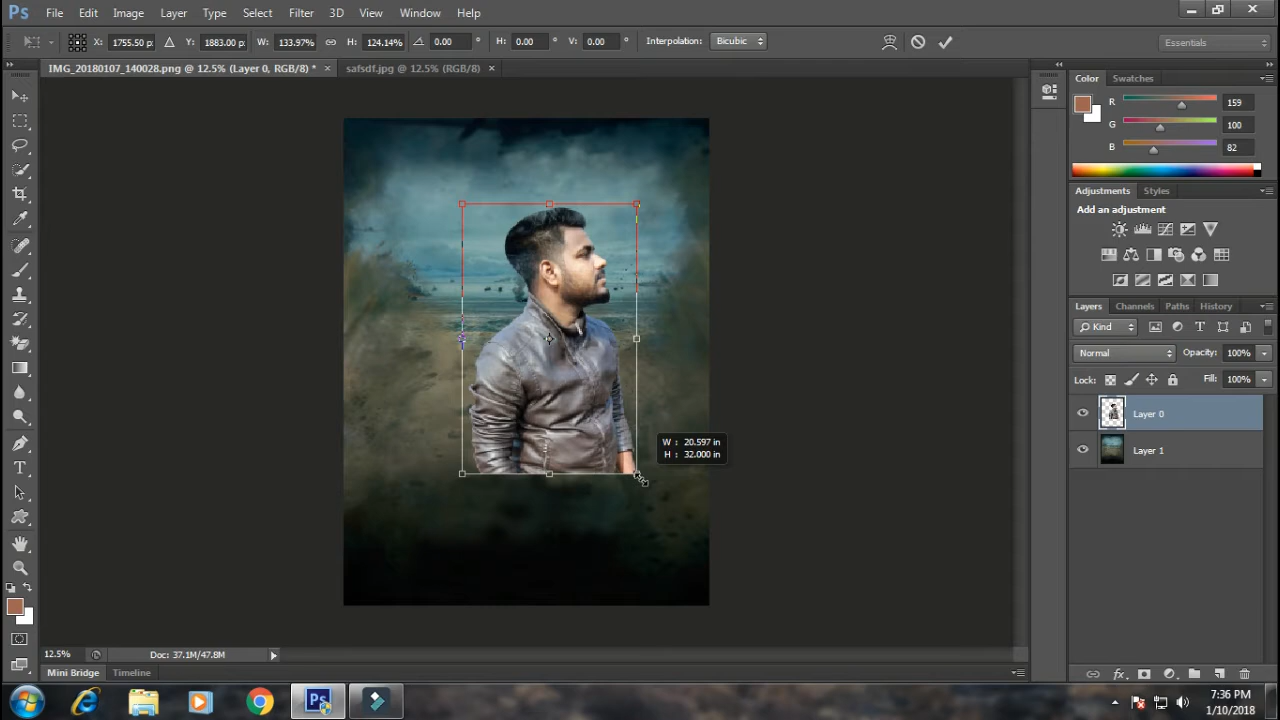 Ps File Edit Image Layer Type Select Filter 3D View Window Help
X: 1755.50 p: Y: 1883.00 p: W: 133.97% H: 124.14% 0.00 ° H: 0.00 ° V: 0.00 ° Interpolation: Bicubic Essentials
IMG_20180107_140028.png @ 12.5% (Layer 0, RGB/8) * × safsdf.jpg @ 12.5% (RGB/8) ×
Color Swatches
R 159
G 100
B 82
Adjustments Styles
Add an adjustment
Layers Channels Paths History
Kind
Normal Opacity: 100%
Lock: Fill: 100%
Layer 0
Layer 1
W : 20.597 in
H : 32.000 in
12.5% Doc: 37.1M/47.8M
Mini Bridge Timeline
Ps
7:36 PM
1/10/2018